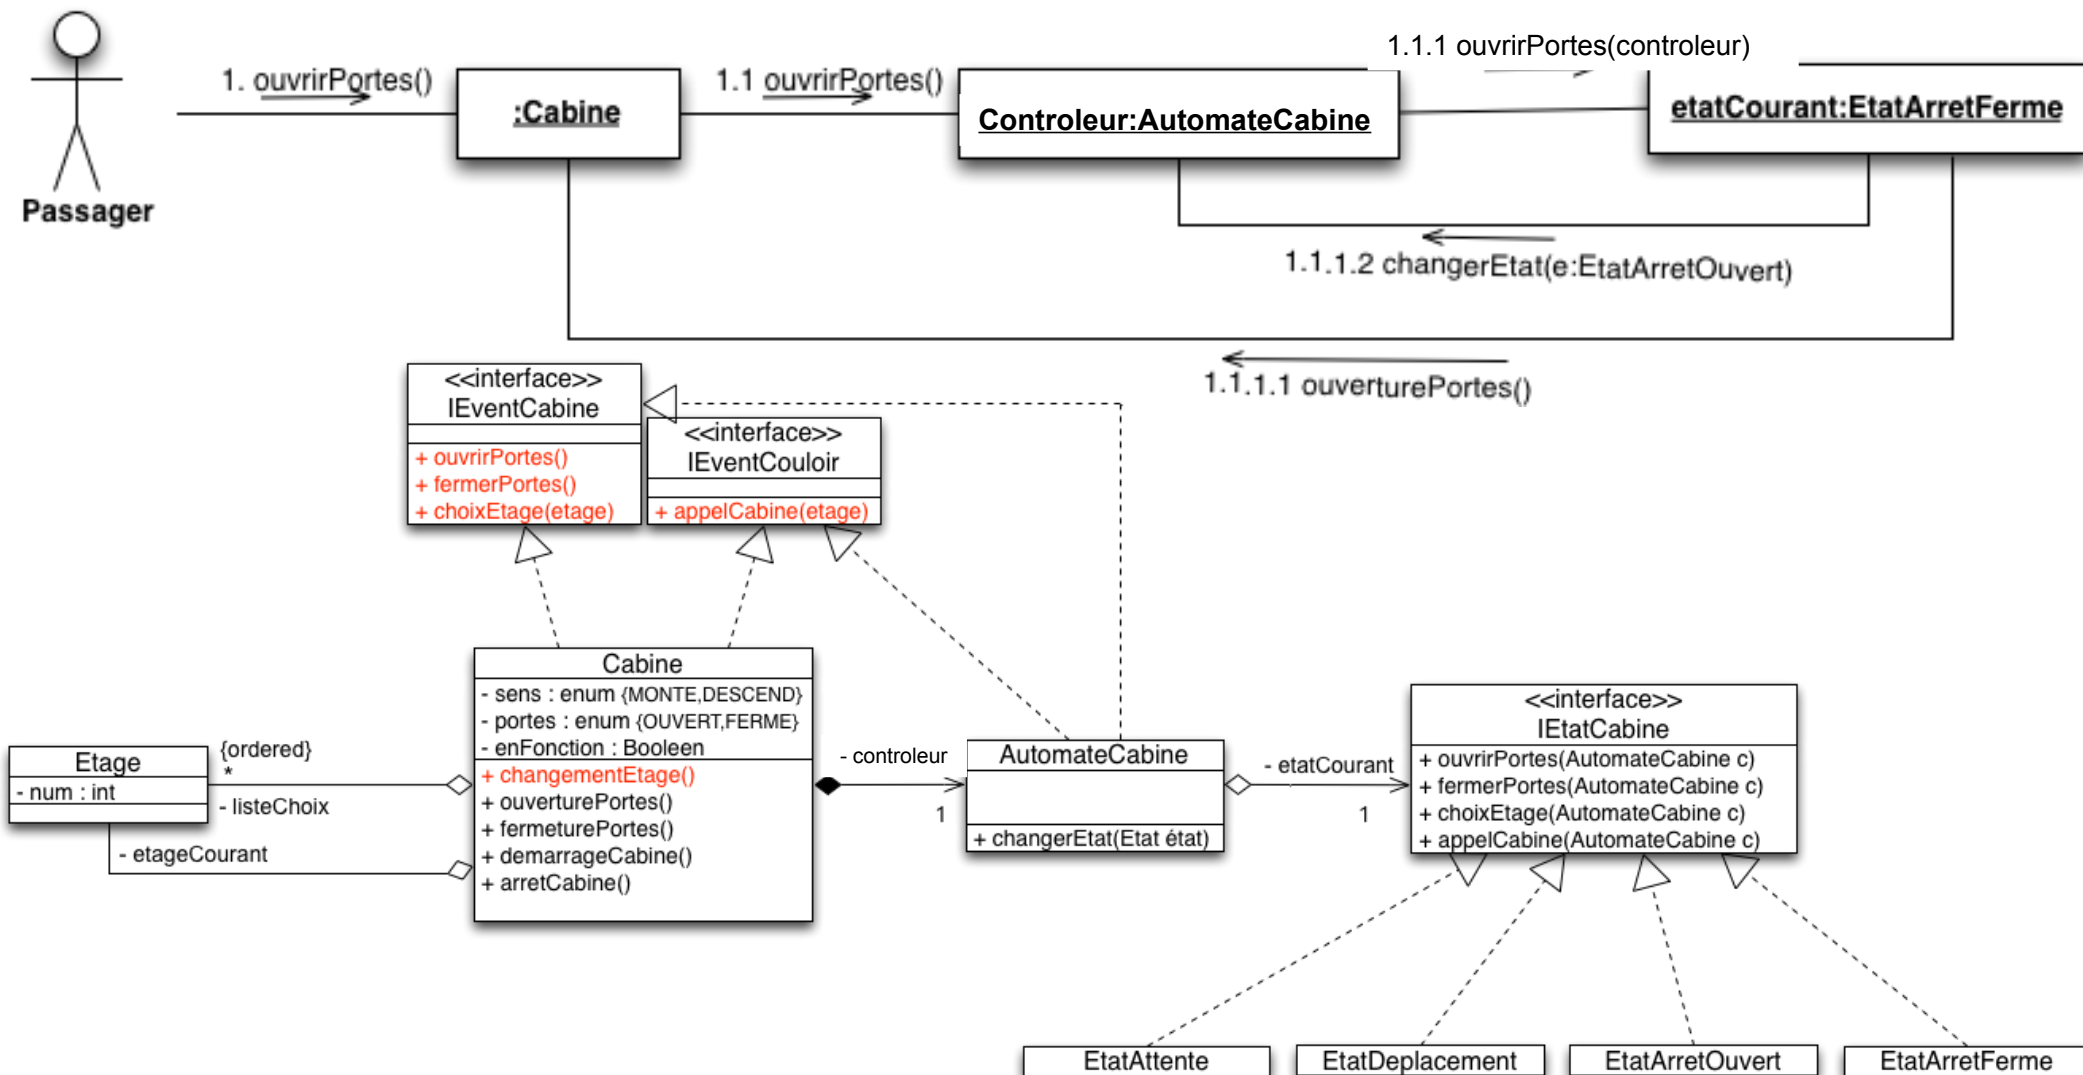 1.1.1 ouvrirPortes(controleur)
1. ouvrirPortes()
1.1 ouvrirPortes()
:Cabine
Controleur:AutomateCabine
etatCourant:EtatArretFerme
Passager
1.1.1.2 changerEtat(e:EtatArretOuvert)
1.1.1.1 ouverturePortes()
<<interface>>
IEventCabine
+ ouvrirPortes()
+ fermerPortes()
+ choixEtage(etage)
<<interface>>
IEventCouloir
+ appelCabine(etage)
Etage
- num : int
{ordered}
*
- listeChoix
- etageCourant
Cabine
- sens : enum {MONTE,DESCEND}
- portes : enum {OUVERT,FERME}
- enFonction : Booleen
+ changementEtage()
+ ouverturePortes()
+ fermeturePortes()
+ demarrageCabine()
+ arretCabine()
- controleur
1
AutomateCabine
+ changerEtat(Etat état)
- etatCourant
1
<<interface>>
IEtatCabine
+ ouvrirPortes(AutomateCabine c)
+ fermerPortes(AutomateCabine c)
+ choixEtage(AutomateCabine c)
+ appelCabine(AutomateCabine c)
EtatAttente
EtatDeplacement
EtatArretOuvert
EtatArretFerme